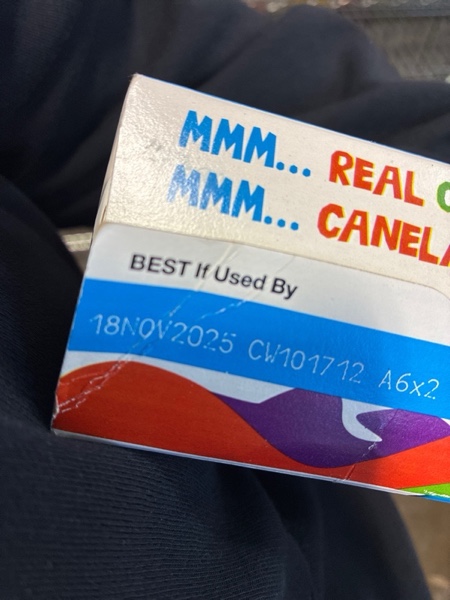 MMM... REAL
MMM... CANELA
BEST If Used By
18NOV2025 CW101712 A6x2